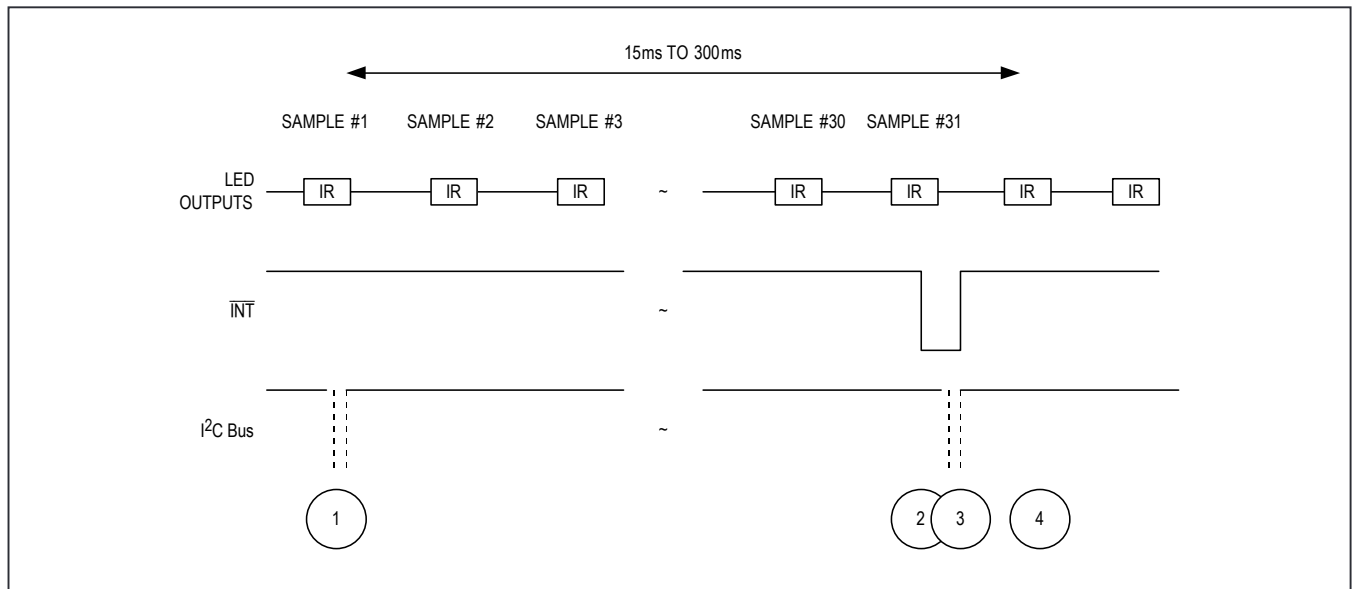 15ms TO 300ms
SAMPLE #1 SAMPLE #2 SAMPLE #3 SAMPLE #30 SAMPLE #31
LED
OUTPUTS
IR IR IR ~ IR IR IR IR
INT ~
I2C Bus ~
1 2 3 4